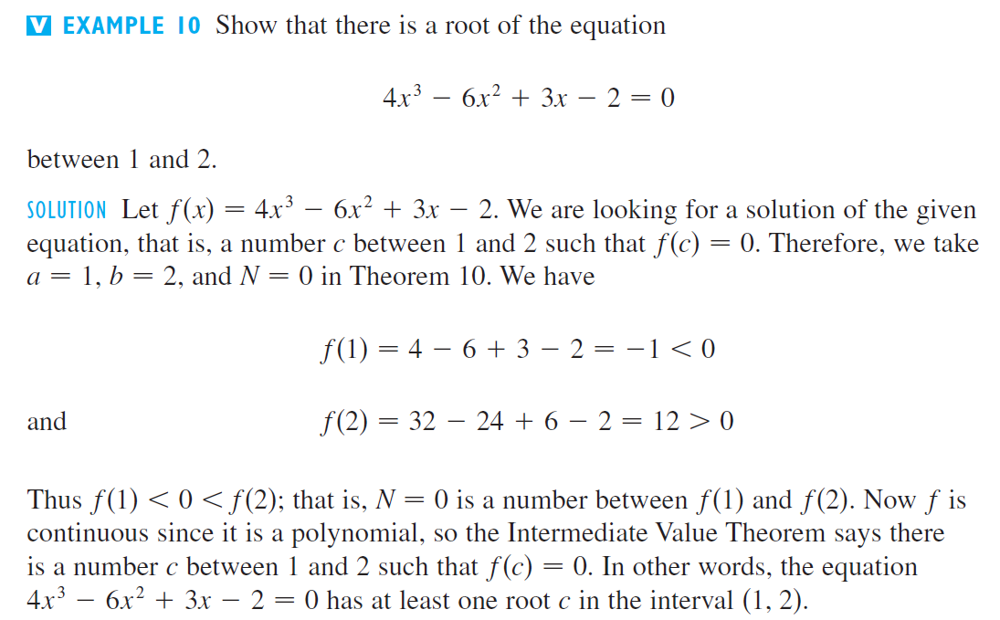 V EXAMPLE 10 Show that there is a root of the equation
4x³ − 6x² + 3x − 2 = 0
between 1 and 2.
SOLUTION Let f(x) = 4x³ − 6x² + 3x − 2. We are looking for a solution of the given
equation, that is, a number c between 1 and 2 such that f(c) = 0. Therefore, we take
a = 1, b = 2, and N = 0 in Theorem 10. We have
f(1) = 4 − 6 + 3 − 2 = −1 < 0
and f(2) = 32 − 24 + 6 − 2 = 12 > 0
Thus f(1) < 0 < f(2); that is, N = 0 is a number between f(1) and f(2). Now f is
continuous since it is a polynomial, so the Intermediate Value Theorem says there
is a number c between 1 and 2 such that f(c) = 0. In other words, the equation
4x³ − 6x² + 3x − 2 = 0 has at least one root c in the interval (1, 2).